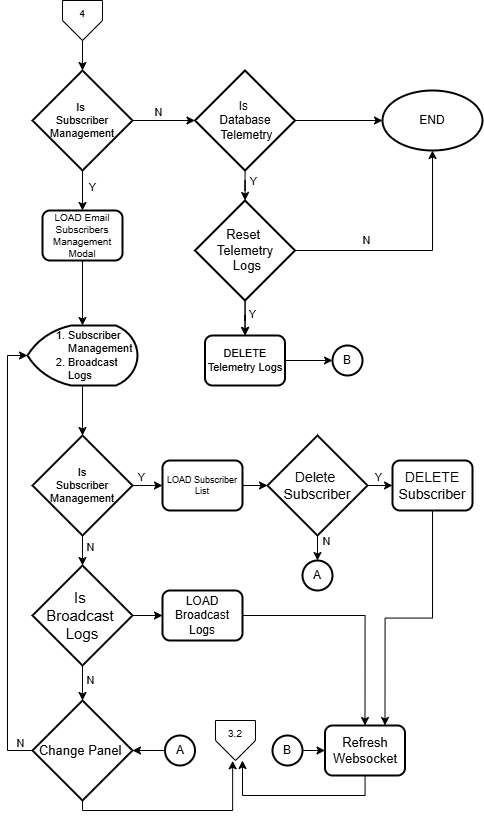 4
Is
Subscriber
Management
N
Is
Database
Telemetry
END
Y
Y
LOAD Email
Subscribers
Management
Modal
Reset
Telemetry
Logs
N
Y
1. Subscriber
Management
2. Broadcast
Logs
DELETE
Telemetry Logs
B
Is
Subscriber
Management
Y
LOAD Subscriber
List
Delete
Subscriber
Y
DELETE
Subscriber
N
N
A
Is
Broadcast
Logs
LOAD
Broadcast
Logs
N
Change Panel
N
A
3.2
B
Refresh
Websocket